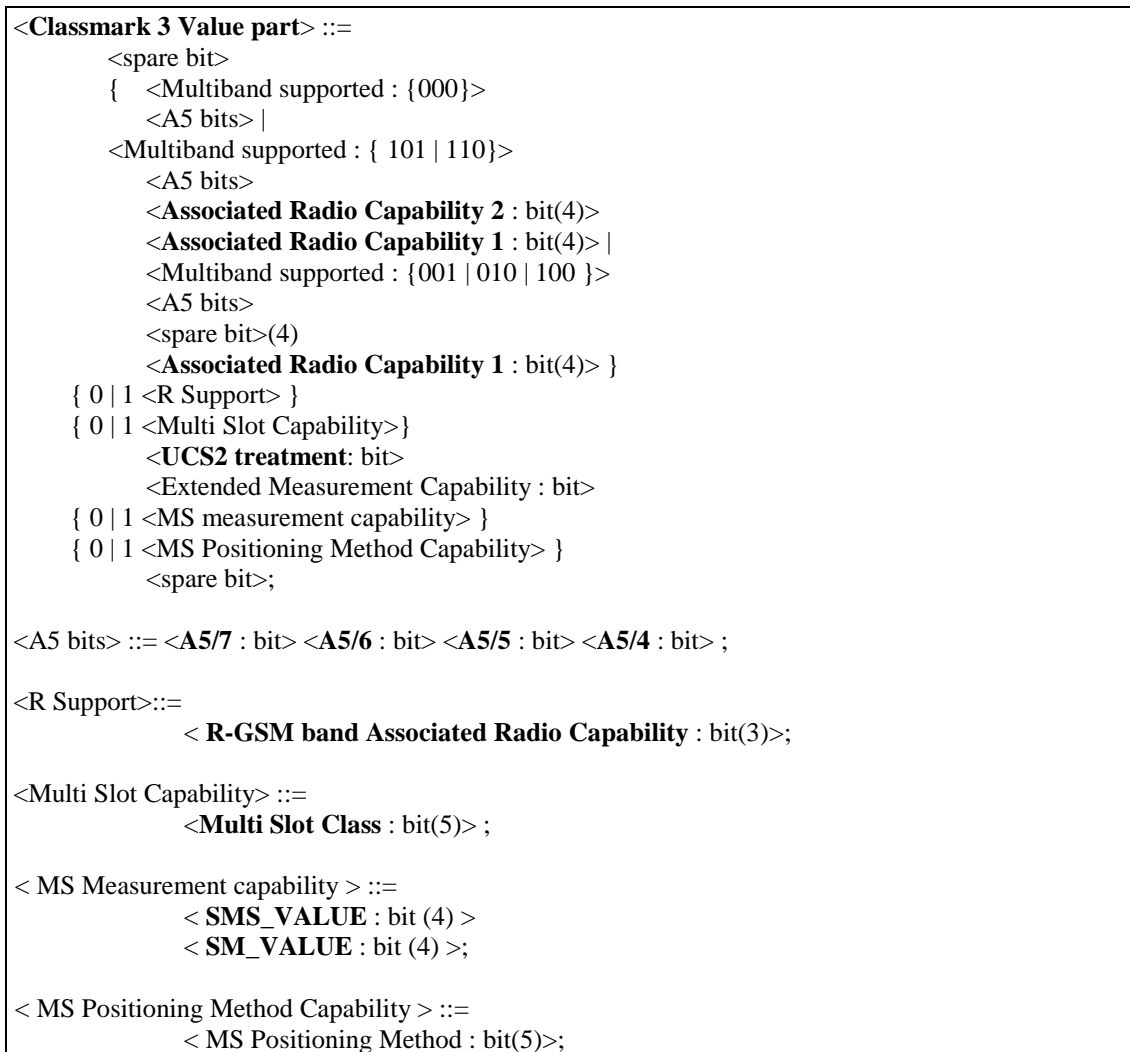 <Classmark 3 Value part> ::=
<spare bit>
{ <Multiband supported : {000}>
<A5 bits> |
<Multiband supported : { 101 | 110}>
<A5 bits>
<Associated Radio Capability 2 : bit(4)>
<Associated Radio Capability 1 : bit(4)> |
<Multiband supported : {001 | 010 | 100 }>
<A5 bits>
<spare bit>(4)
<Associated Radio Capability 1 : bit(4)> }
{ 0 | 1 <R Support> }
{ 0 | 1 <Multi Slot Capability>}
<UCS2 treatment: bit>
<Extended Measurement Capability : bit>
{ 0 | 1 <MS measurement capability> }
{ 0 | 1 <MS Positioning Method Capability> }
<spare bit>;
<A5 bits> ::= <A5/7 : bit> <A5/6 : bit> <A5/5 : bit> <A5/4 : bit> ;
<R Support>::=
< R-GSM band Associated Radio Capability : bit(3)>;
<Multi Slot Capability> ::=
<Multi Slot Class : bit(5)> ;
< MS Measurement capability > ::=
< SMS_VALUE : bit (4) >
< SM_VALUE : bit (4) >;
< MS Positioning Method Capability > ::=
< MS Positioning Method : bit(5)>;